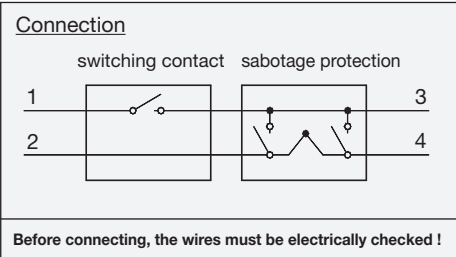 Connection
switching contact sabotage protection
1 3
2 4
Before connecting, the wires must be electrically checked !